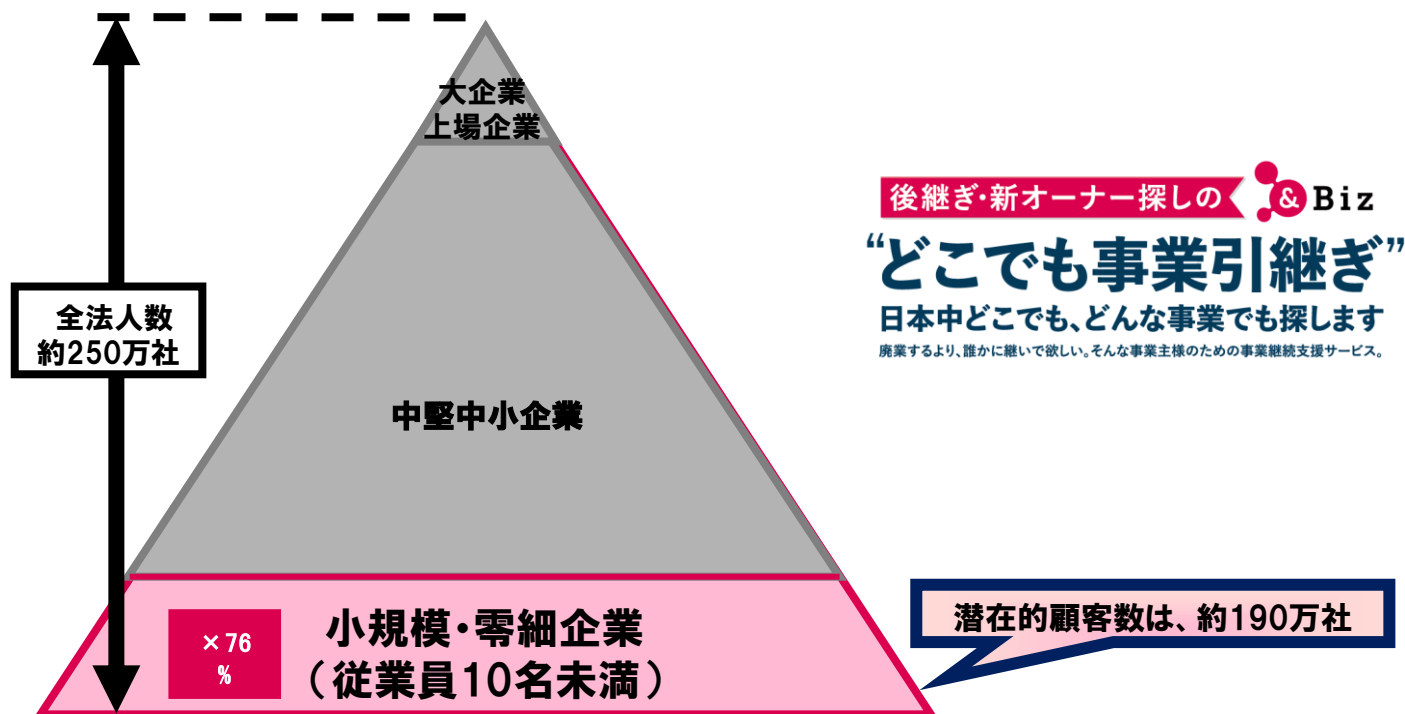 大企業
上場企業
後継ぎ・新オーナー探しの
& Biz
“どこでも事業引継ぎ”
日本中どこでも、どんな事業でも探します
廃業するより、誰かに継いで欲しい。そんな事業主様のための事業継続支援サービス。
全法人数
約250万社
中堅中小企業
×76
%
小規模・零細企業
（従業員10名未満）
潜在的顧客数は、約190万社